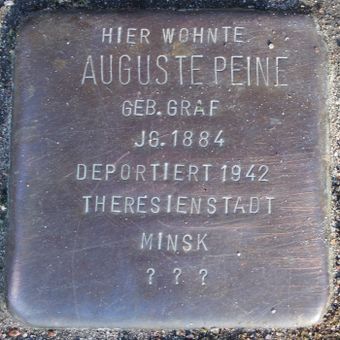 HIER WOHNTE
AUGUSTE PEINE
GEB. GRAF
JG. 1884
DEPORTIERT 1942
THERESIENSTADT
MINSK
? ? ?